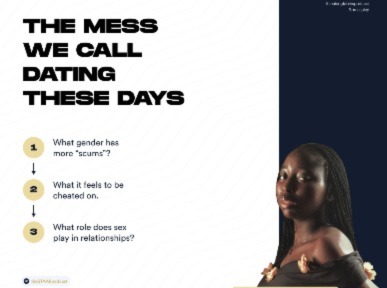 THE MESS
WE CALL
DATING
THESE DAYS
1
What gender has
more "scums"?
2
What it feels to be
cheated on.
3
What role does sex
play in relationships?